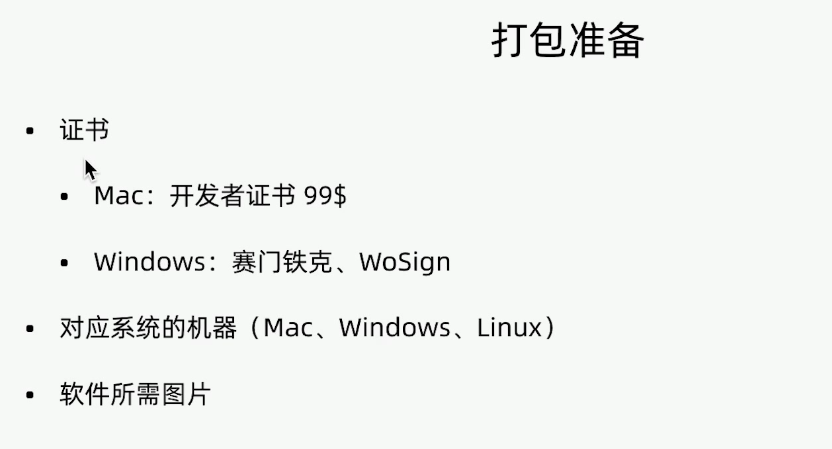 打包准备
• 证书
• Mac：开发者证书 99$
• Windows：赛门铁克、WoSign
• 对应系统的机器（Mac、Windows、Linux）
• 软件所需图片